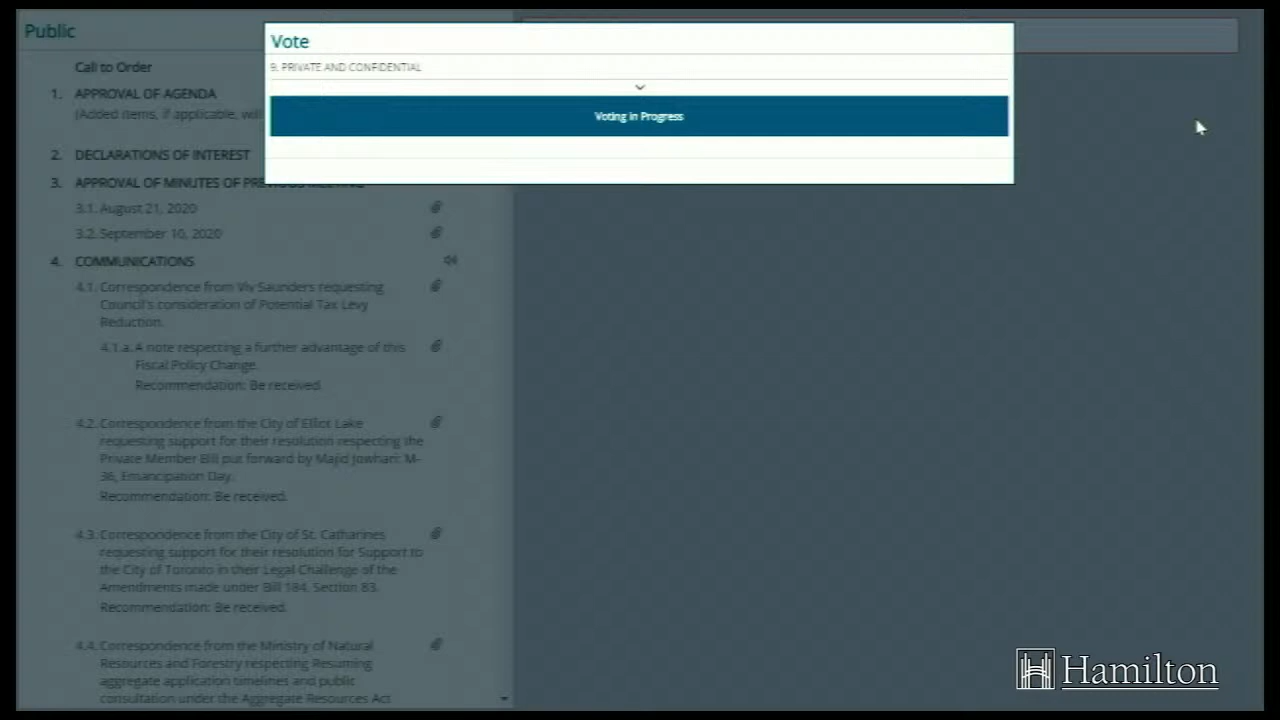 Public
Vote
9. PRIVATE AND CONFIDENTIAL
Voting in Progress
Call to Order
1. APPROVAL OF AGENDA
(Added items, if applicable, will
2. DECLARATIONS OF INTEREST
3. APPROVAL OF MINUTES OF PREVIOUS MEETING
3.1. August 21, 2020
3.2. September 10, 2020
4. COMMUNICATIONS
4.1. Correspondence from Viv Saunders requesting
Council's consideration of Potential Tax Levy
Reduction.
4.1.a. A note respecting a further advantage of this
Fiscal Policy Change.
Recommendation: Be received.
4.2. Correspondence from the City of Elliot Lake
requesting support for their resolution respecting the
Private Member Bill put forward by Majid Jowhari: M-
36, Emancipation Day.
Recommendation: Be received.
4.3. Correspondence from the City of St. Catharines
requesting support for their resolution for Support to
the City of Toronto in their Legal Challenge of the
Amendments made under Bill 184, Section 83.
Recommendation: Be received.
4.4. Correspondence from the Ministry of Natural
Resources and Forestry respecting Resuming
aggregate application timelines and public
consultation under the Aggregate Resources Act
Hamilton